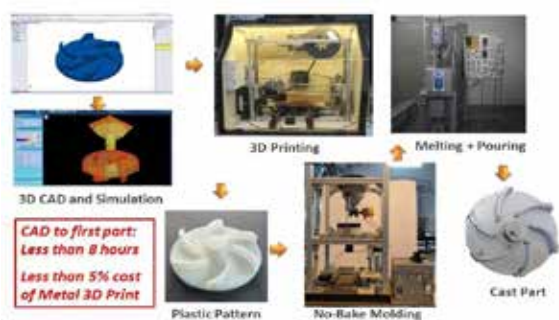 3D Printing
Melting + Pouring
3D CAD and Simulation
CAD to first part:
Less than 8 hours
Less than 5% cost
of Metal 3D Print
Plastic Pattern
No-Bake Molding
Cast Part